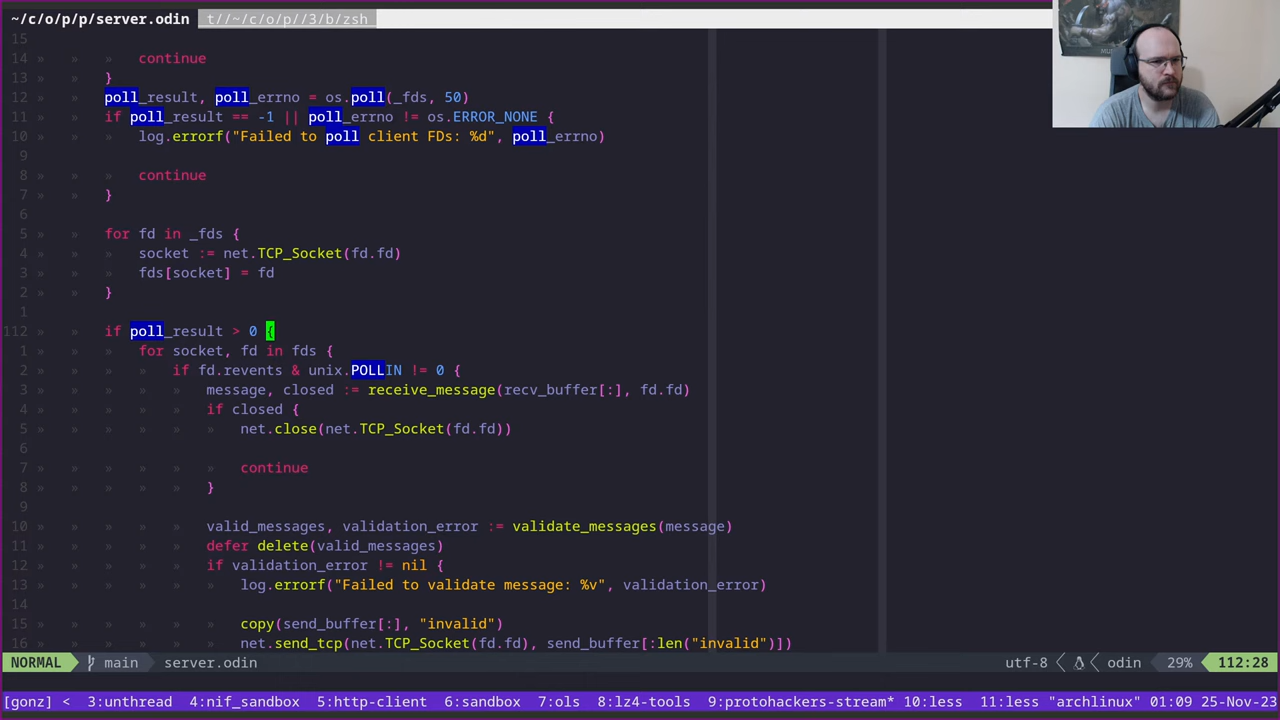 ~/c/o/p/p/server.odin t//~/c/o/p//3/b/zsh
15
14 » » » continue
13 » » }
12 » » poll_result, poll_errno = os.poll(_fds, 50)
11 » » if poll_result == -1 || poll_errno != os.ERROR_NONE {
10 » » » log.errorf("Failed to poll client FDs: %d", poll_errno)
9
8 » » » continue
7 » » }
6
5 » » for fd in _fds {
4 » » » socket := net.TCP_Socket(fd.fd)
3 » » » fds[socket] = fd
2 » » }
1
112 » » if poll_result > 0 {
1 » » » for socket, fd in fds {
2 » » » » if fd.revents & unix.POLLIN != 0 {
3 » » » » » message, closed := receive_message(recv_buffer[:], fd.fd)
4 » » » » » if closed {
5 » » » » » » net.close(net.TCP_Socket(fd.fd))
6
7 » » » » » » continue
8 » » » » » }
9
10 » » » » » valid_messages, validation_error := validate_messages(message)
11 » » » » » defer delete(valid_messages)
12 » » » » » if validation_error != nil {
13 » » » » » » log.errorf("Failed to validate message: %v", validation_error)
14
15 » » » » » » copy(send_buffer[:], "invalid")
16 » » » » » » net.send_tcp(net.TCP_Socket(fd.fd), send_buffer[:len("invalid")])
NORMAL main server.odin utf-8 odin 29% 112:28
[gonz] < 3:unthread 4:nif_sandbox 5:http-client 6:sandbox 7:ols 8:lz4-tools 9:protohackers-stream* 10:less 11:less "archlinux" 01:09 25-Nov-23